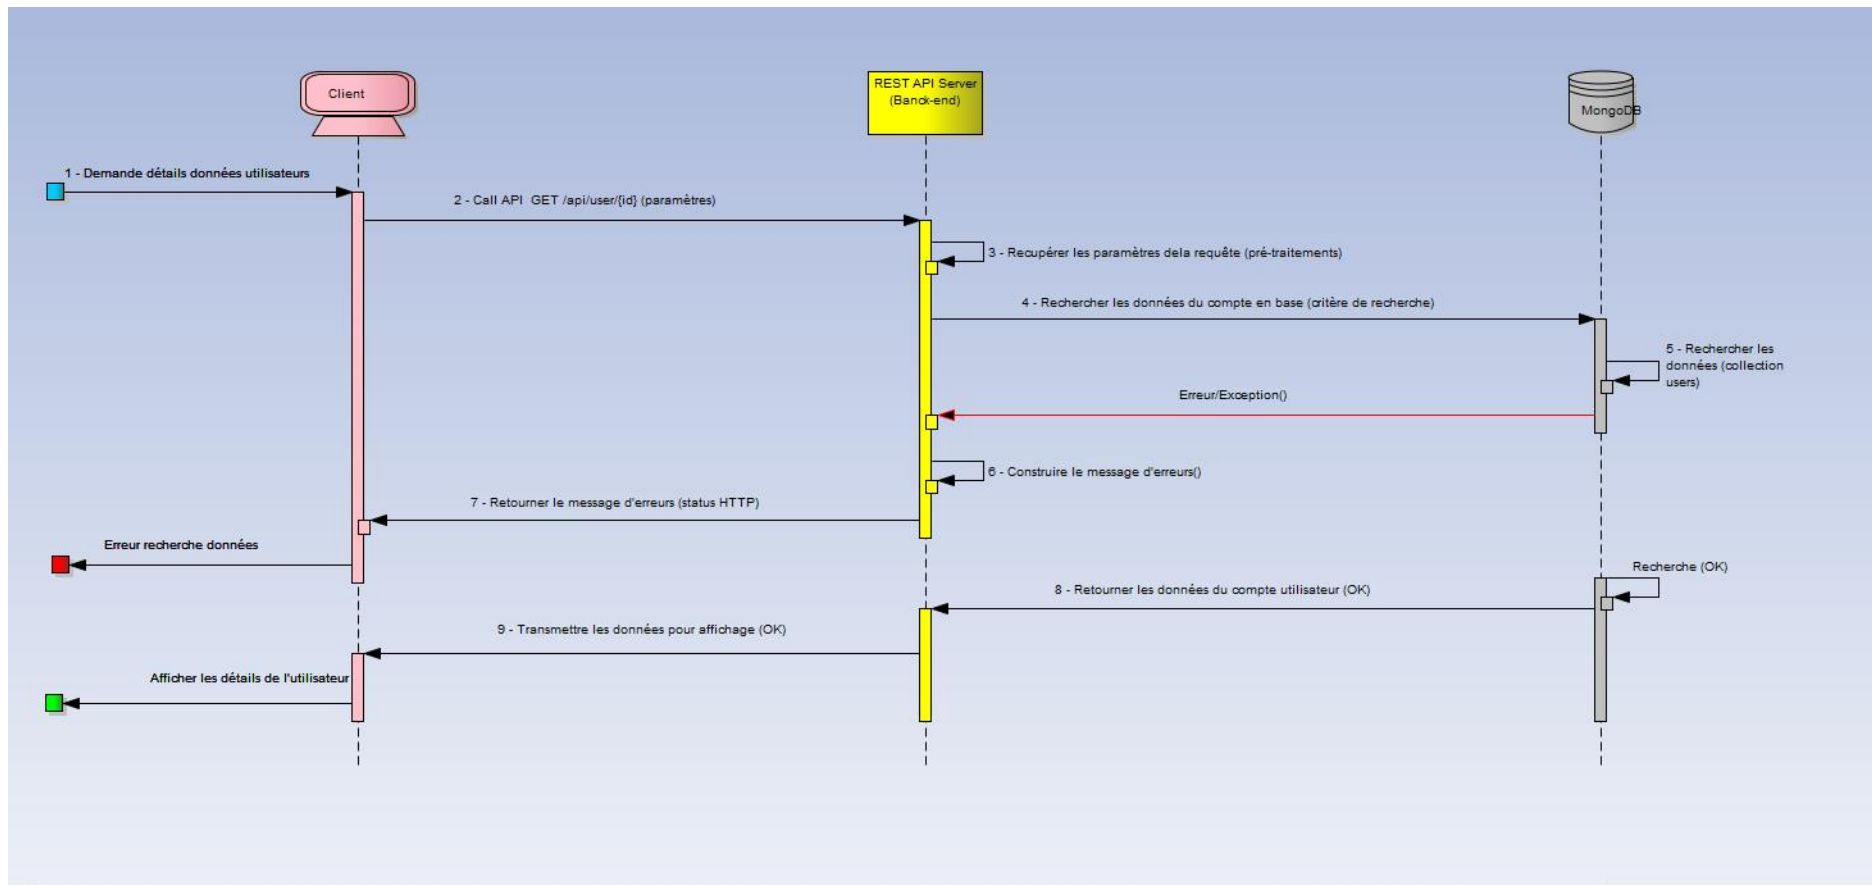 Client
REST API Server
(Banck-end)
MongoDB
1 - Demande détails données utilisateurs
2 - Call API  GET /api/user/{id} (paramètres)
3 - Recupérer les paramètres dela requête (pré-traitements)
4 - Rechercher les données du compte en base (critère de recherche)
5 - Rechercher les
données (collection
users)
Erreur/Exception()
6 - Construire le message d'erreurs()
7 - Retourner le message d'erreurs (status HTTP)
Erreur recherche données
Recherche (OK)
8 - Retourner les données du compte utilisateur (OK)
9 - Transmettre les données pour affichage (OK)
Afficher les détails de l'utilisateur